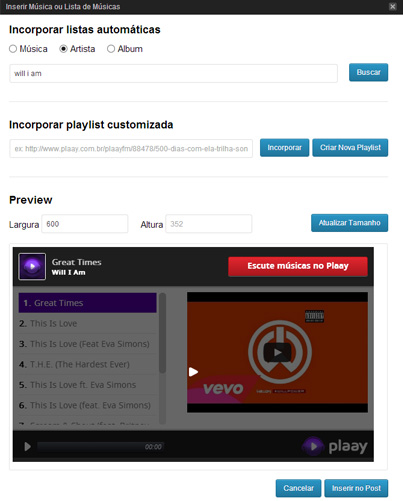 Inserir Música ou Lista de Músicas
Incorporar listas automáticas
Música Artista Album
will i am Buscar
Incorporar playlist customizada
ex: http://www.plaay.com.br/plaayfm/88478/500-dias-com-ela-trilha-son Incorporar Criar Nova Playlist
Preview
Largura 600 Altura 352 Atualizar Tamanho
Great Times
Will I Am
Escute músicas no Plaay
1. Great Times
2. This Is Love
3. This Is Love (Feat Eva Simons)
4. T.H.E. (The Hardest Ever)
5. This Is Love ft. Eva Simons
6. This Is Love (feat. Eva Simons)
vevo
00:00 plaay
Cancelar Inserir no Post